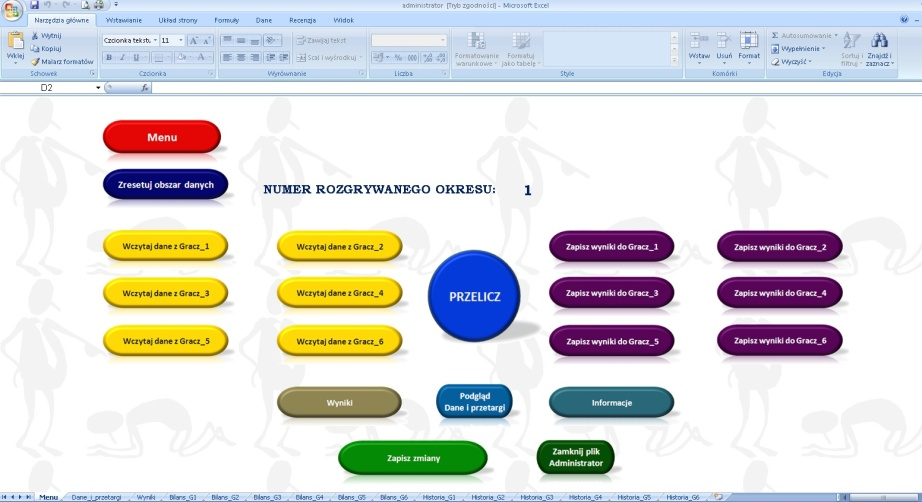 administrator [Tryb zgodności] - Microsoft Excel
Narzędzia główne Wstawianie Układ strony Formuły Dane Recenzja Widok
Wklej
Wytnij
Kopiuj
Malarz formatów
Schowek
Czcionka tekstu 11 A A
B I U A
Czcionka
Zawijaj tekst
Scal i wyśrodkuj
Wyrównanie
% 000
Liczba
Formatowanie warunkowe
Formatuj jako tabelę
Style
Wstaw Usuń Format
Komórki
Σ Autosumowanie
Wypełnienie
Wyczyść
Sortuj i filtruj
Znajdź i zaznacz
Edycja
D2 fx
Menu
Zresetuj obszar danych
NUMER ROZGRYWANEGO OKRESU: 1
Wczytaj dane z Gracz_1 Wczytaj dane z Gracz_2 Zapisz wyniki do Gracz_1 Zapisz wyniki do Gracz_2
Wczytaj dane z Gracz_3 Wczytaj dane z Gracz_4 PRZELICZ Zapisz wyniki do Gracz_3 Zapisz wyniki do Gracz_4
Wczytaj dane z Gracz_5 Wczytaj dane z Gracz_6 Zapisz wyniki do Gracz_5 Zapisz wyniki do Gracz_6
Wyniki
Podgląd
Dane i przetargi
Informacje
Zapisz zmiany
Zamknij plik
Administrator
Menu Dane_i_przetargi Wyniki Bilans_G1 Bilans_G2 Bilans_G3 Bilans_G4 Bilans_G5 Bilans_G6 Historia_G1 Historia_G2 Historia_G3 Historia_G4 Historia_G5 Historia_G6